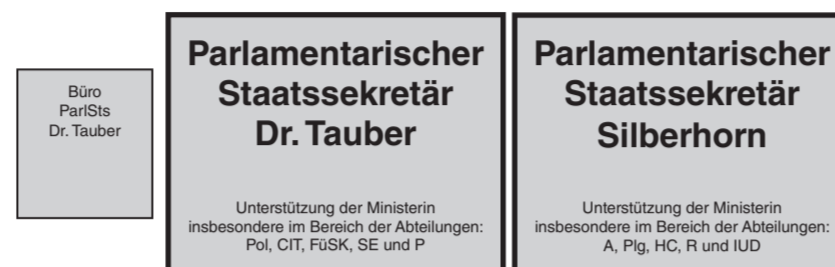 Büro
ParlSts
Dr. Tauber
Parlamentarischer
Staatssekretär
Dr. Tauber
Unterstützung der Ministerin
insbesondere im Bereich der Abteilungen:
Pol, CIT, FüSK, SE und P
Parlamentarischer
Staatssekretär
Silberhorn
Unterstützung der Ministerin
insbesondere im Bereich der Abteilungen:
A, Plg, HC, R und IUD